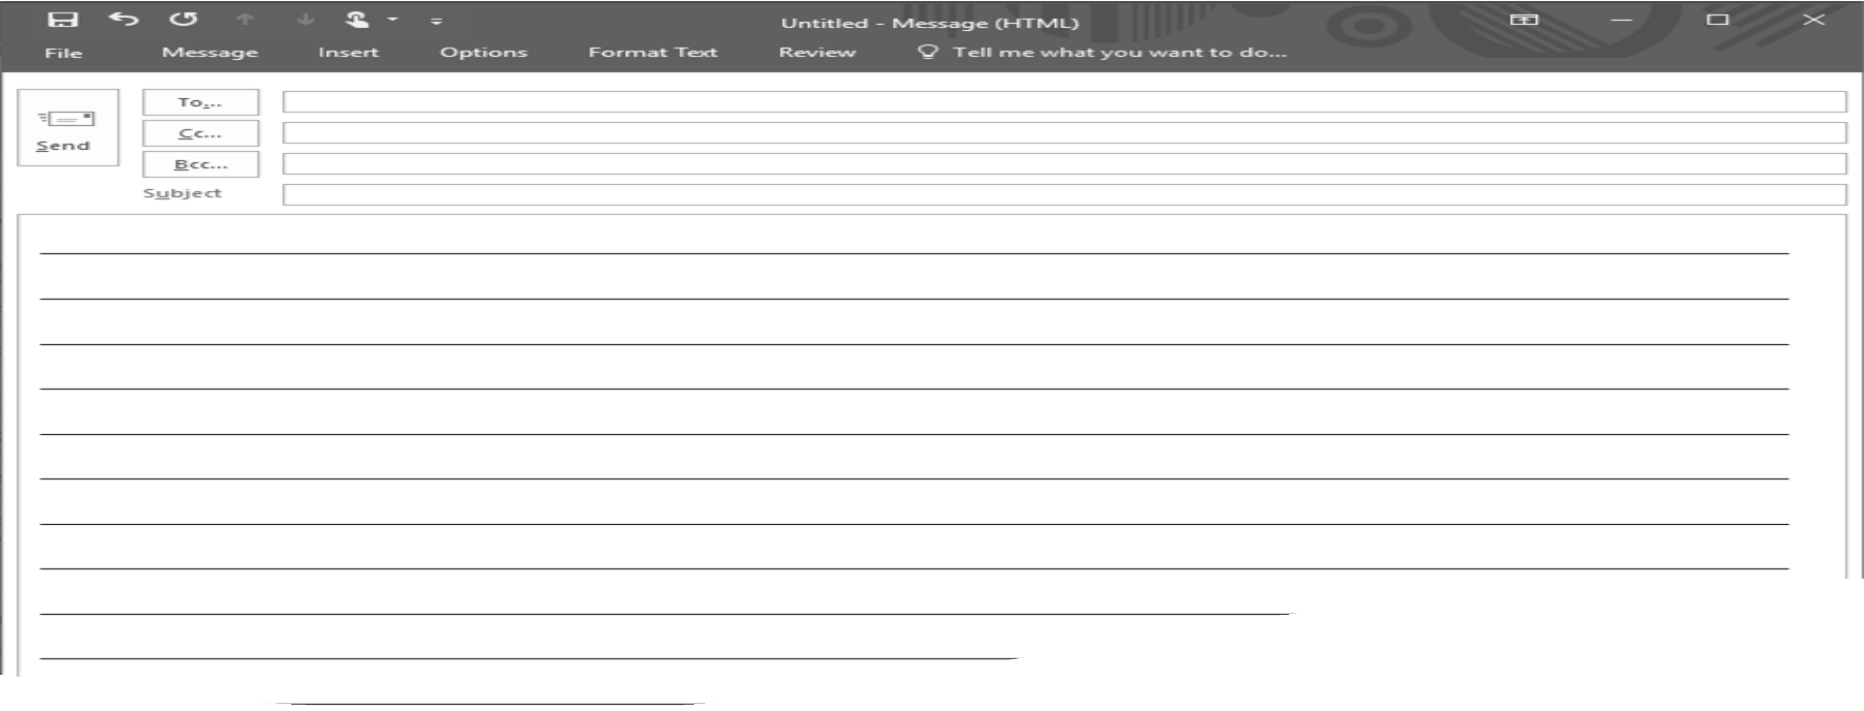 Untitled - Message (HTML)
File Message Insert Options Format Text Review Tell me what you want to do...
To...
Cc...
Send
Bcc...
Subject